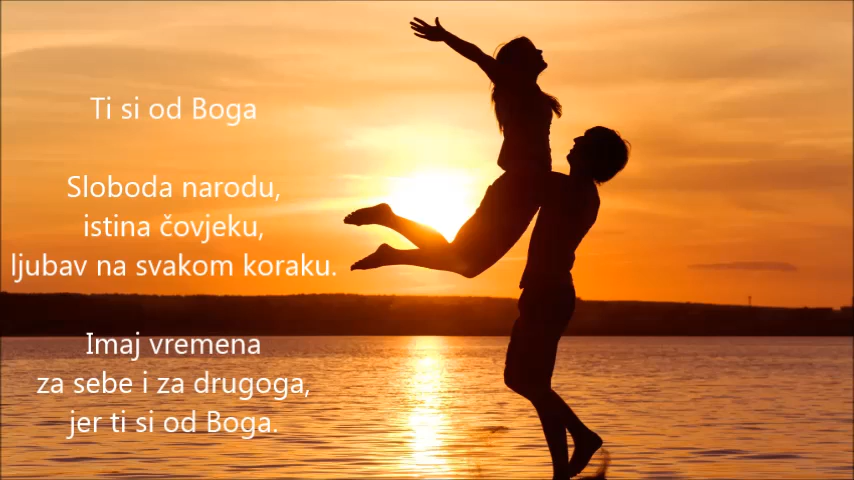 Ti si od Boga
Sloboda narodu,
istina čovjeku,
ljubav na svakom koraku.
Imaj vremena
za sebe i za drugoga,
jer ti si od Boga.